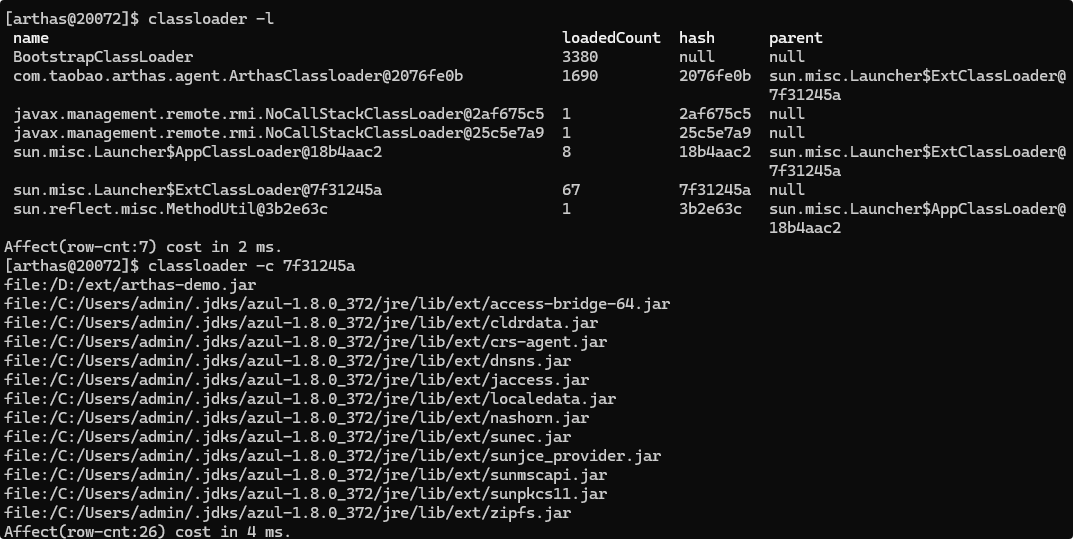 [arthas@20072]$ classloader -l
name loadedCount hash parent
BootstrapClassLoader 3380 null null
com.taobao.arthas.agent.ArthasClassloader@2076fe0b 1690 2076fe0b sun.misc.Launcher$ExtClassLoader@
7f31245a
javax.management.remote.rmi.NoCallStackClassLoader@2af675c5 1 2af675c5 null
javax.management.remote.rmi.NoCallStackClassLoader@25c5e7a9 1 25c5e7a9 null
sun.misc.Launcher$AppClassLoader@18b4aac2 8 18b4aac2 sun.misc.Launcher$ExtClassLoader@
7f31245a
sun.misc.Launcher$ExtClassLoader@7f31245a 67 7f31245a null
sun.reflect.misc.MethodUtil@3b2e63c 1 3b2e63c sun.misc.Launcher$AppClassLoader@
18b4aac2
Affect(row-cnt:7) cost in 2 ms.
[arthas@20072]$ classloader -c 7f31245a
file:/D:/ext/arthas-demo.jar
file:/C:/Users/admin/.jdks/azul-1.8.0_372/jre/lib/ext/access-bridge-64.jar
file:/C:/Users/admin/.jdks/azul-1.8.0_372/jre/lib/ext/cldrdata.jar
file:/C:/Users/admin/.jdks/azul-1.8.0_372/jre/lib/ext/crs-agent.jar
file:/C:/Users/admin/.jdks/azul-1.8.0_372/jre/lib/ext/dnsns.jar
file:/C:/Users/admin/.jdks/azul-1.8.0_372/jre/lib/ext/jaccess.jar
file:/C:/Users/admin/.jdks/azul-1.8.0_372/jre/lib/ext/localedata.jar
file:/C:/Users/admin/.jdks/azul-1.8.0_372/jre/lib/ext/nashorn.jar
file:/C:/Users/admin/.jdks/azul-1.8.0_372/jre/lib/ext/sunec.jar
file:/C:/Users/admin/.jdks/azul-1.8.0_372/jre/lib/ext/sunjce_provider.jar
file:/C:/Users/admin/.jdks/azul-1.8.0_372/jre/lib/ext/sunmscapi.jar
file:/C:/Users/admin/.jdks/azul-1.8.0_372/jre/lib/ext/sunpkcs11.jar
file:/C:/Users/admin/.jdks/azul-1.8.0_372/jre/lib/ext/zipfs.jar
Affect(row-cnt:26) cost in 4 ms.